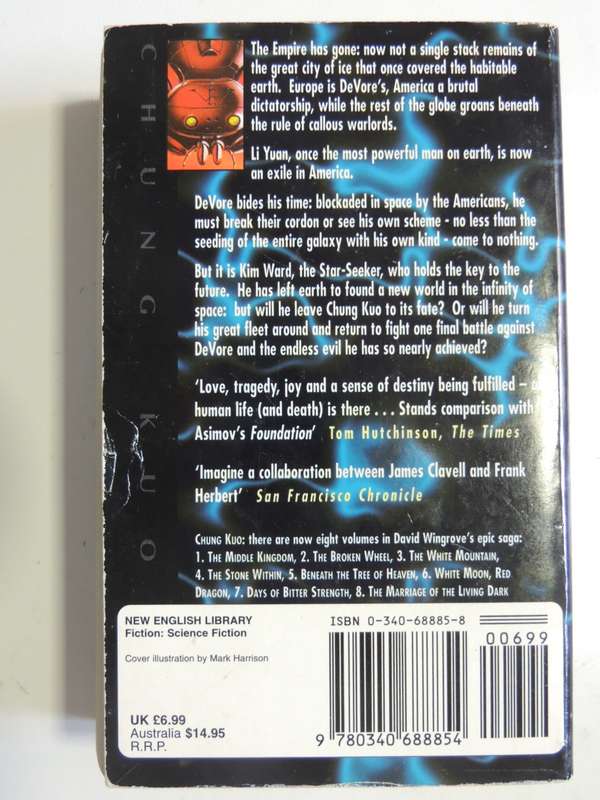 CHUNG KUO
The Empire has gone: now not a single stack remains of
the great city of ice that once covered the habitable
earth. Europe is DeVore's, America a brutal
dictatorship, while the rest of the globe groans beneath
the rule of callous warlords.
Li Yuan, once the most powerful man on earth, is now
an exile in America.
DeVore bides his time: blockaded in space by the Americans, he
must break their cordon or see his own scheme - no less than the
seeding of the entire galaxy with his own kind - come to nothing.
But it is Kim Ward, the Star-Seeker, who holds the key to the
future. He has left earth to found a new world in the infinity of
space: but will he leave Chung Kuo to its fate? Or will he turn
his great fleet around and return to fight one final battle against
DeVore and the endless evil he has so nearly achieved?
'Love, tragedy, joy and a sense of destiny being fulfilled – a
human life (and death) is there . . . Stands comparison with
Asimov's Foundation' Tom Hutchinson, The Times
'Imagine a collaboration between James Clavell and Frank
Herbert' San Francisco Chronicle
CHUNG KUO: there are now eight volumes in David Wingrove's epic saga:
1. THE MIDDLE KINGDOM, 2. THE BROKEN WHEEL, 3. THE WHITE MOUNTAIN,
4. THE STONE WITHIN, 5. BENEATH THE TREE OF HEAVEN, 6. WHITE MOON, RED
DRAGON, 7. DAYS OF BITTER STRENGTH, 8. THE MARRIAGE OF THE LIVING DARK
NEW ENGLISH LIBRARY
Fiction: Science Fiction
Cover illustration by Mark Harrison
UK £6.99
Australia $14.95
R.R.P.
ISBN 0-340-68885-8
00699
9 780340 688854